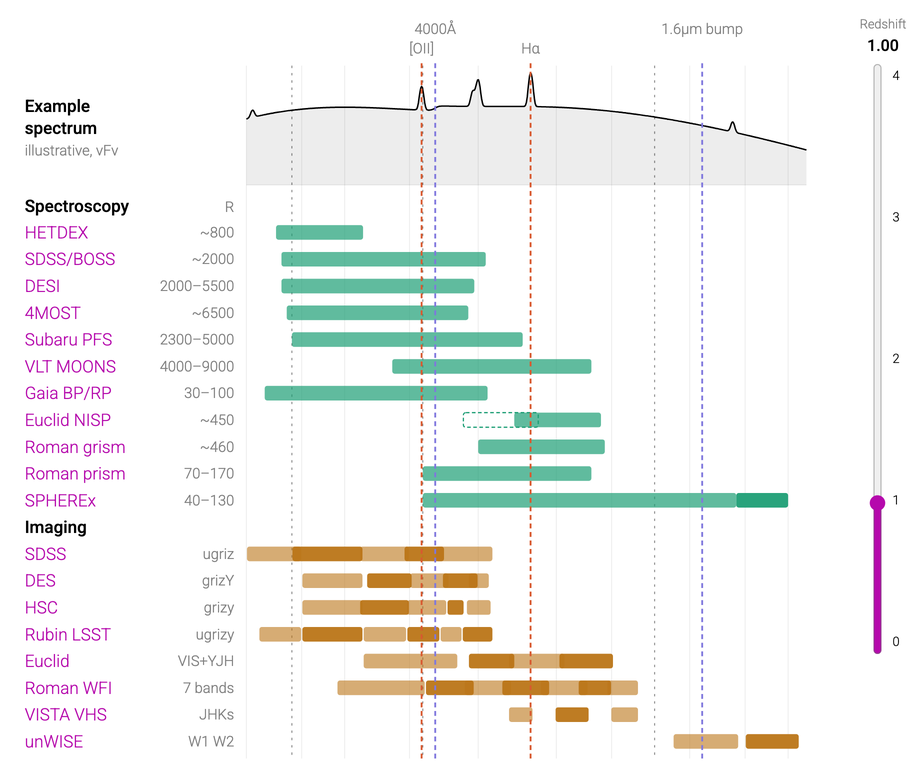 4000Å
1.6μm bump
[OII]
Hα
Redshift
1.00
4
3
2
1
0
Example
spectrum
illustrative, νFν
Spectroscopy R
HETDEX ~800
SDSS/BOSS ~2000
DESI 2000–5500
4MOST ~6500
Subaru PFS 2300–5000
VLT MOONS 4000–9000
Gaia BP/RP 30–100
Euclid NISP ~450
Roman grism ~460
Roman prism 70–170
SPHEREx 40–130
Imaging
SDSS ugriz
DES grizY
HSC grizy
Rubin LSST ugrizy
Euclid VIS+YJH
Roman WFI 7 bands
VISTA VHS JHKs
unWISE W1 W2